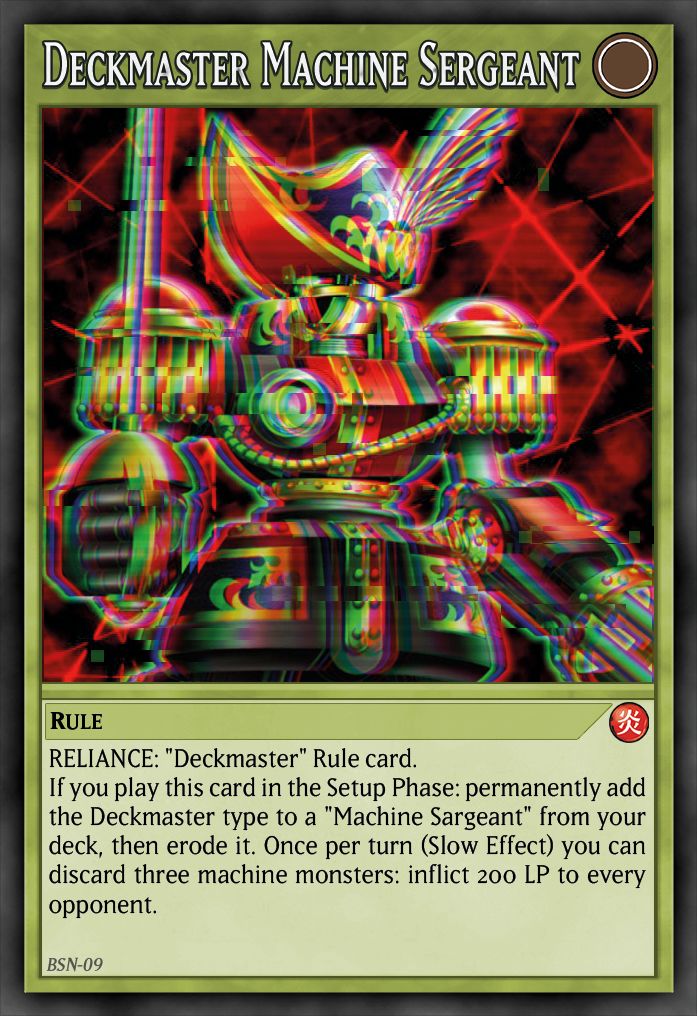 Deckmaster Machine Sergeant
Rule
炎
RELIANCE: "Deckmaster" Rule card.
If you play this card in the Setup Phase: permanently add
the Deckmaster type to a "Machine Sargeant" from your
deck, then erode it. Once per turn (Slow Effect) you can
discard three machine monsters: inflict 200 LP to every
opponent.
BSN-09